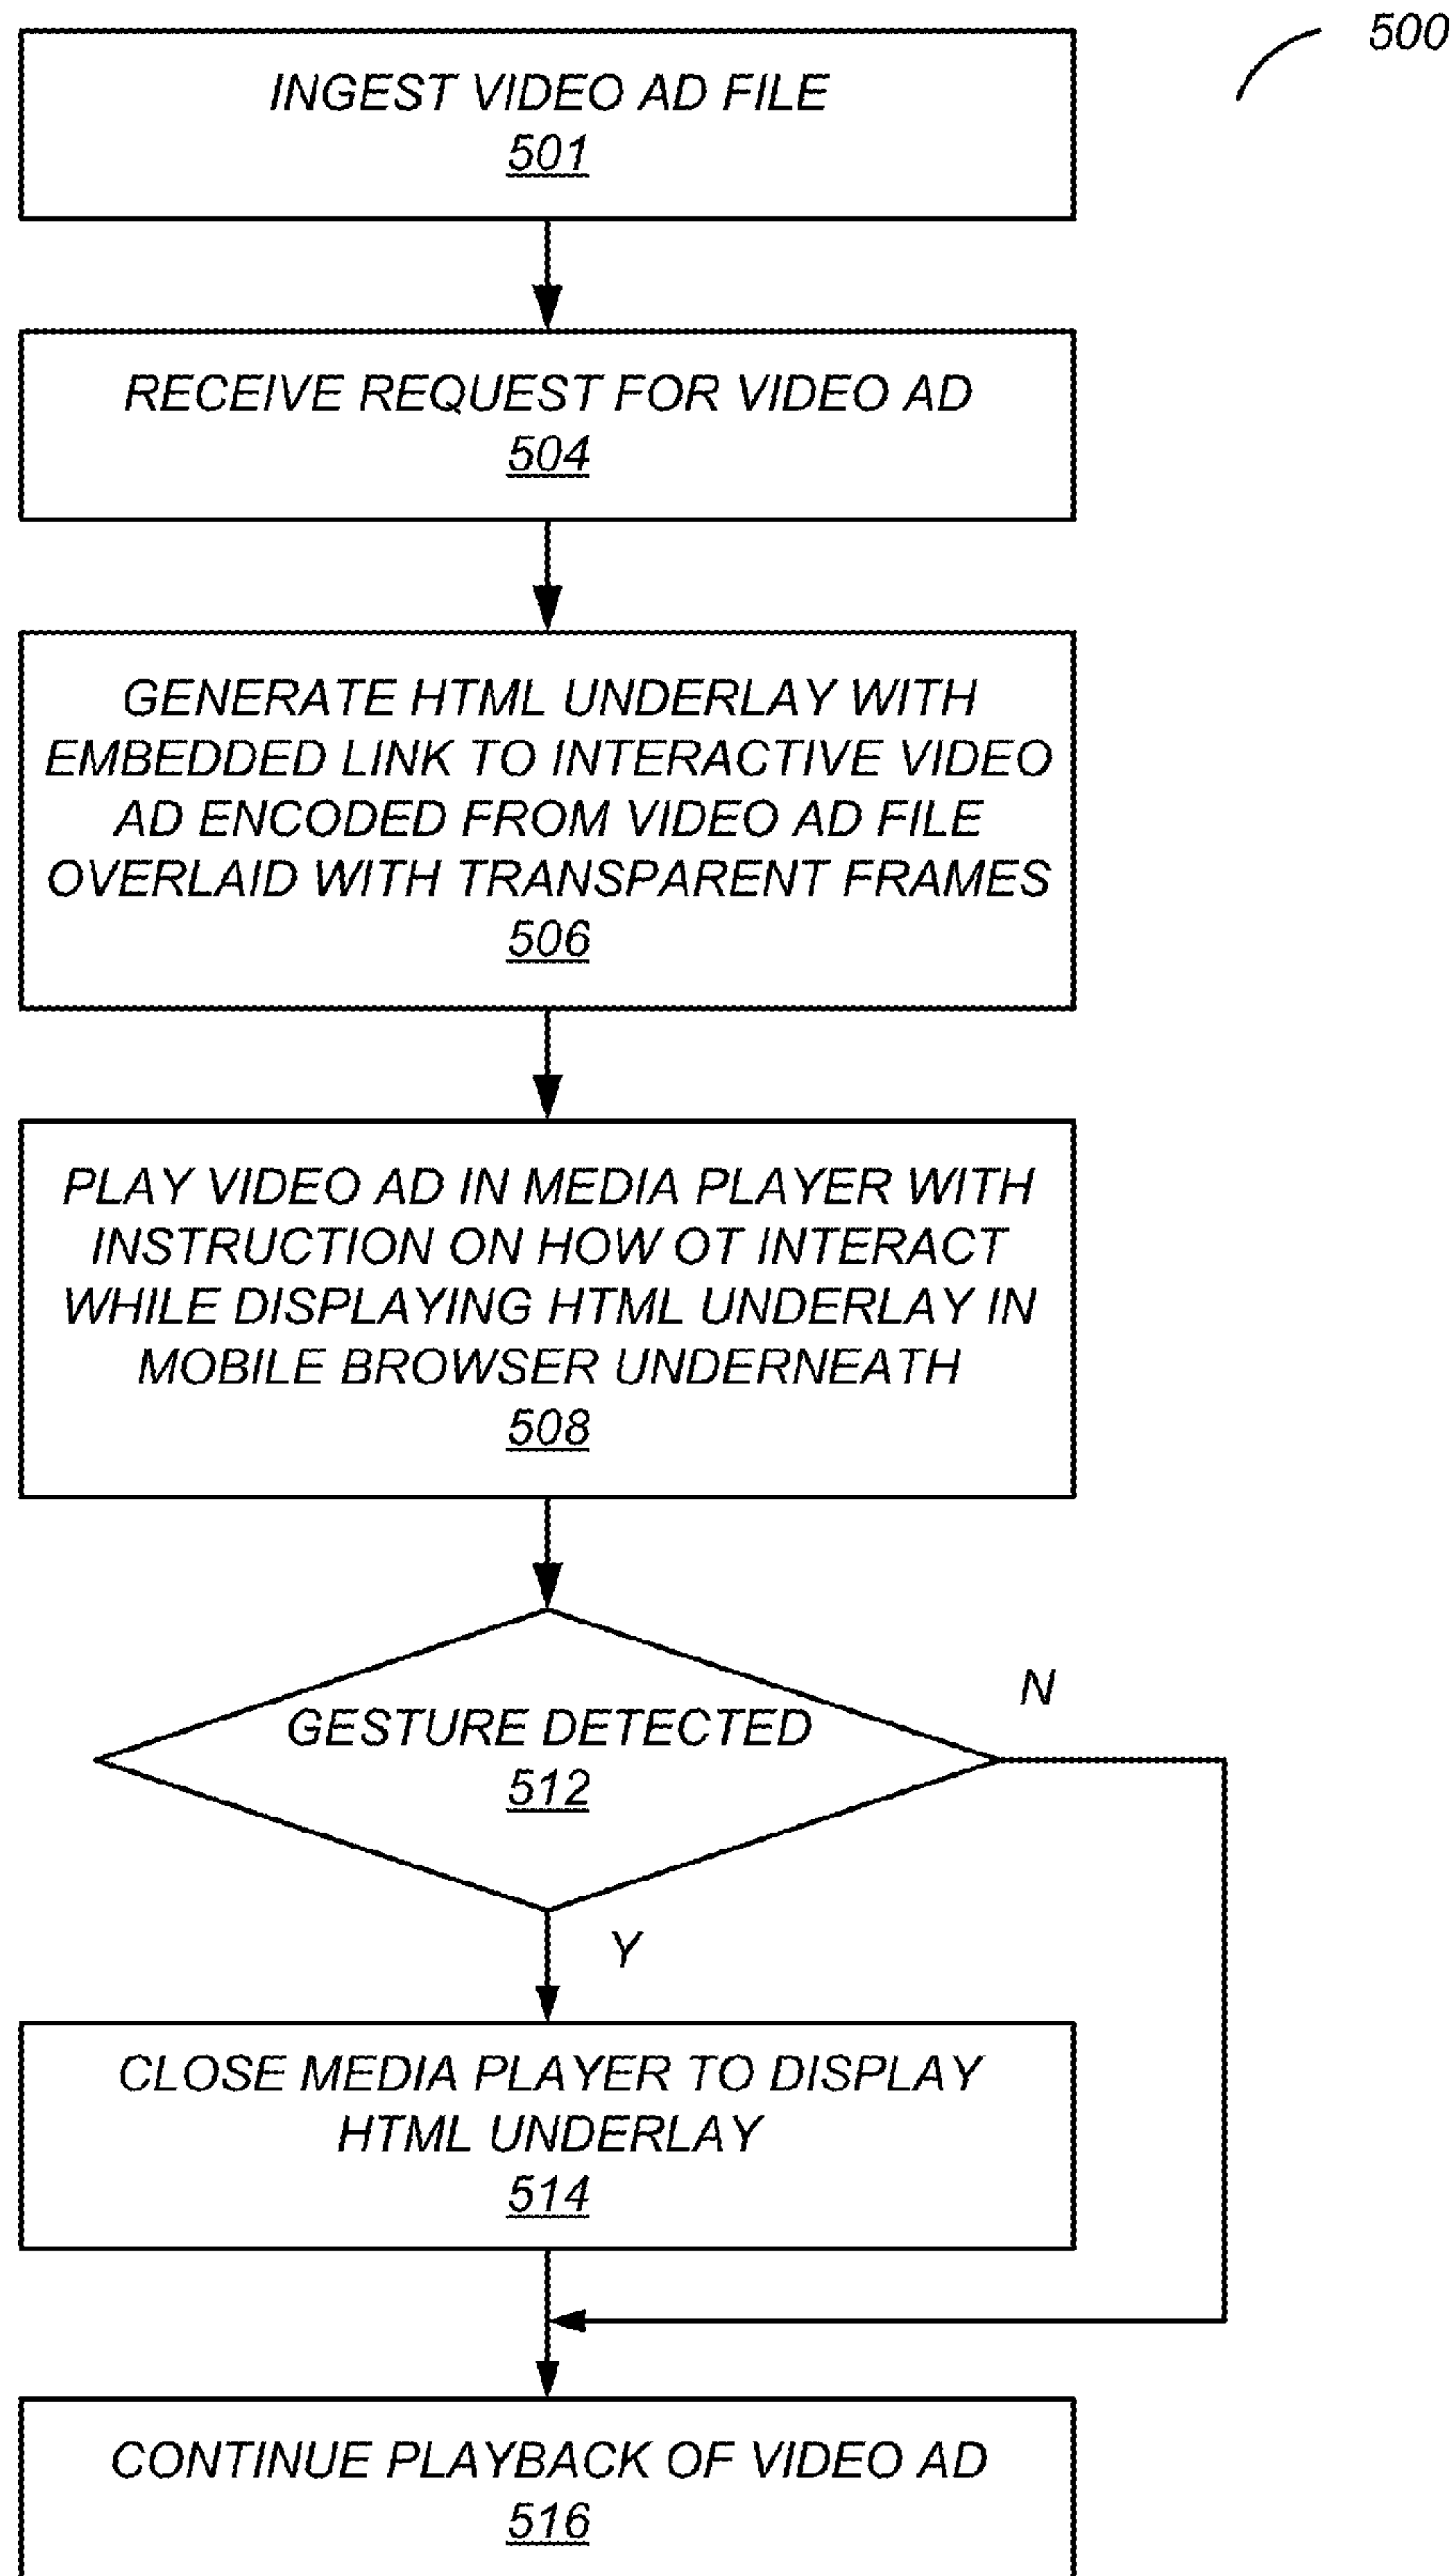 500
INGEST VIDEO AD FILE
501
RECEIVE REQUEST FOR VIDEO AD
504
GENERATE HTML UNDERLAY WITH
EMBEDDED LINK TO INTERACTIVE VIDEO
AD ENCODED FROM VIDEO AD FILE
OVERLAID WITH TRANSPARENT FRAMES
506
PLAY VIDEO AD IN MEDIA PLAYER WITH
INSTRUCTION ON HOW OT INTERACT
WHILE DISPLAYING HTML UNDERLAY IN
MOBILE BROWSER UNDERNEATH
508
N
GESTURE DETECTED
512
Y
CLOSE MEDIA PLAYER TO DISPLAY
HTML UNDERLAY
514
CONTINUE PLAYBACK OF VIDEO AD
516